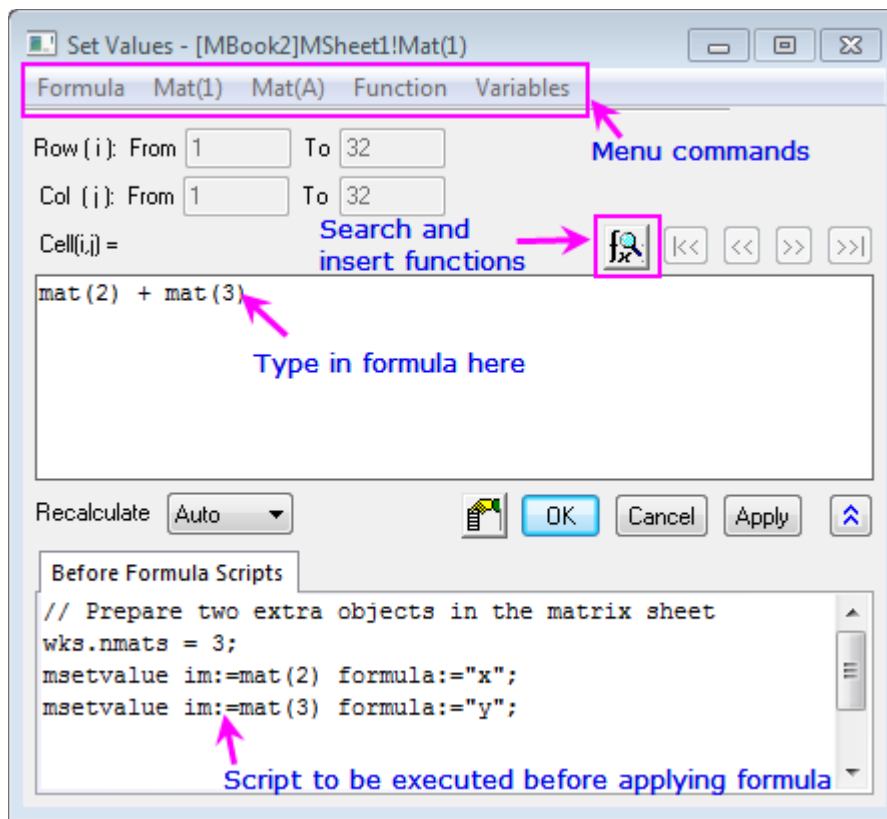 Set Values - [MBook2]MSheet1!Mat(1)
Formula Mat(1) Mat(A) Function Variables
Row (i): From 1 To 32
Menu commands
Col (j): From 1 To 32
Cell(i,j) =
Search and
insert functions
fx |<< << >> >>|
mat(2) + mat(3)
Type in formula here
Recalculate Auto OK Cancel Apply
Before Formula Scripts
// Prepare two extra objects in the matrix sheet
wks.nmats = 3;
msetvalue im:=mat(2) formula:="x";
msetvalue im:=mat(3) formula:="y";
Script to be executed before applying formula